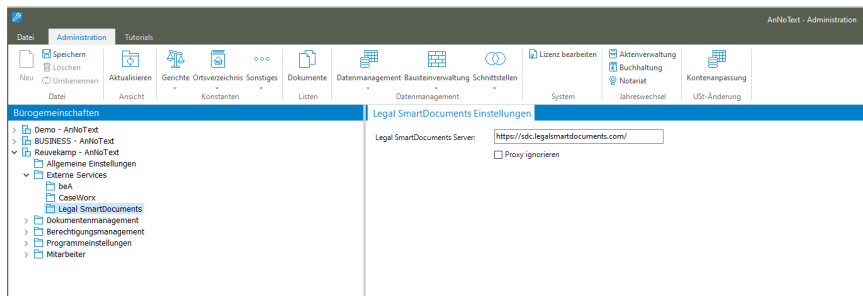 AnNoText - Administration
Datei Administration Tutorials
Speichern
Löschen
Umbenennen
Neu
Aktualisieren
Gerichte Ortsverzeichnis Sonstiges
Dokumente
Datenmanagement Bausteinverwaltung Schnittstellen
Lizenz bearbeiten
Aktenverwaltung
Buchhaltung
Notariat
Kontenanpassung
Datei Ansicht Konstanten Listen Datenmanagement System Jahreswechsel USt-Änderung
Bürogemeinschaften
Demo - AnNoText
BUSINESS - AnNoText
Reuvekamp - AnNoText
Allgemeine Einstellungen
Externe Services
beA
CaseWorx
Legal SmartDocuments
Dokumentenmanagement
Berechtigungsmanagement
Programmeinstellungen
Mitarbeiter
Legal SmartDocuments Einstellungen
Legal SmartDocuments Server: https://sdc.legalsmartdocuments.com/
Proxy ignorieren